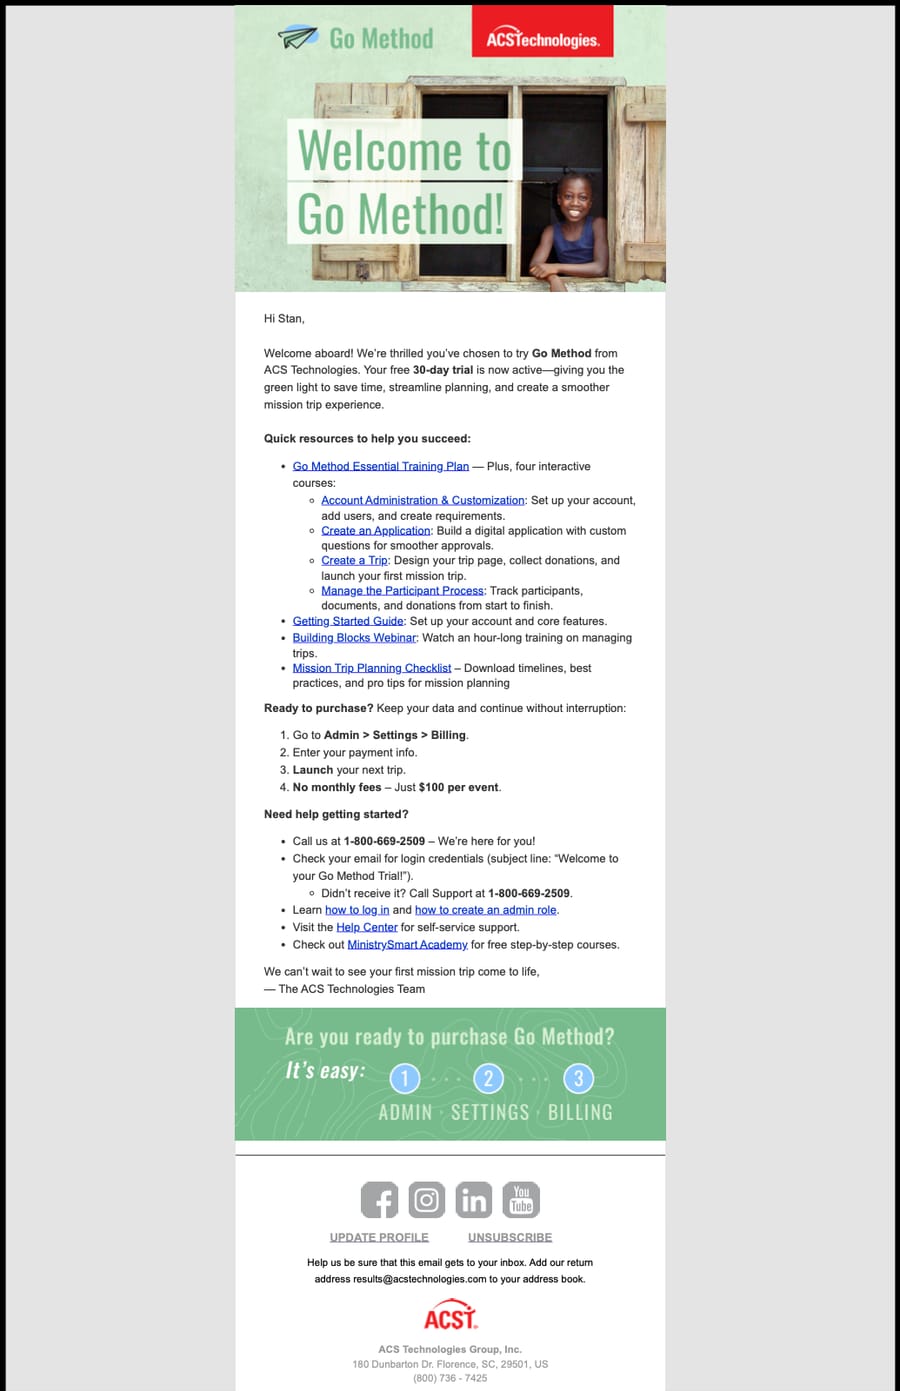 Go Method
ACSTechnologies.
Welcome to
Go Method!
Hi Stan,
Welcome aboard! We’re thrilled you’ve chosen to try Go Method from
ACS Technologies. Your free 30-day trial is now active—giving you the
green light to save time, streamline planning, and create a smoother
mission trip experience.
Quick resources to help you succeed:
• Go Method Essential Training Plan — Plus, four interactive
courses:
◦ Account Administration & Customization: Set up your account,
add users, and create requirements.
◦ Create an Application: Build a digital application with custom
questions for smoother approvals.
◦ Create a Trip: Design your trip page, collect donations, and
launch your first mission trip.
◦ Manage the Participant Process: Track participants,
documents, and donations from start to finish.
• Getting Started Guide: Set up your account and core features.
• Building Blocks Webinar: Watch an hour-long training on managing
trips.
• Mission Trip Planning Checklist – Download timelines, best
practices, and pro tips for mission planning
Ready to purchase? Keep your data and continue without interruption:
1. Go to Admin > Settings > Billing.
2. Enter your payment info.
3. Launch your next trip.
4. No monthly fees – Just $100 per event.
Need help getting started?
• Call us at 1-800-669-2509 – We’re here for you!
• Check your email for login credentials (subject line: “Welcome to
your Go Method Trial!”).
◦ Didn’t receive it? Call Support at 1-800-669-2509.
• Learn how to log in and how to create an admin role.
• Visit the Help Center for self-service support.
• Check out MinistrySmart Academy for free step-by-step courses.
We can’t wait to see your first mission trip come to life,
— The ACS Technologies Team
Are you ready to purchase Go Method?
It’s easy: 1 ··· 2 ··· 3
ADMIN · SETTINGS · BILLING
You Tube
UPDATE PROFILE UNSUBSCRIBE
Help us be sure that this email gets to your inbox. Add our return
address results@acstechnologies.com to your address book.
ACST.
ACS Technologies Group, Inc.
180 Dunbarton Dr. Florence, SC, 29501, US
(800) 736 - 7425